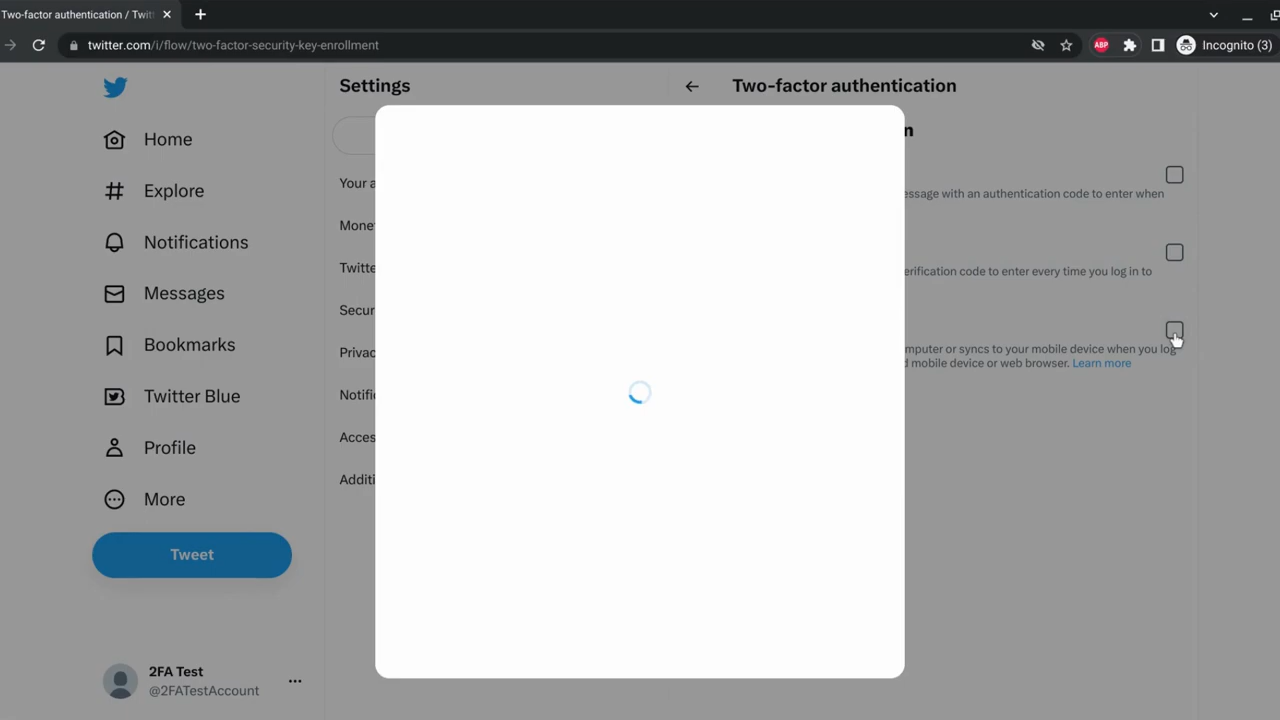 Two-factor authentication / Twit
twitter.com/i/flow/two-factor-security-key-enrollment
ABP
Incognito (3)
Home
Explore
Notifications
Messages
Bookmarks
Twitter Blue
Profile
More
Tweet
2FA Test
@2FATestAccount
Settings
Your a
Mone
Twitte
Secur
Privac
Notific
Acces
Additi
Two-factor authentication
n
essage with an authentication code to enter when
erification code to enter every time you log in to
mputer or syncs to your mobile device when you log
d mobile device or web browser. Learn more